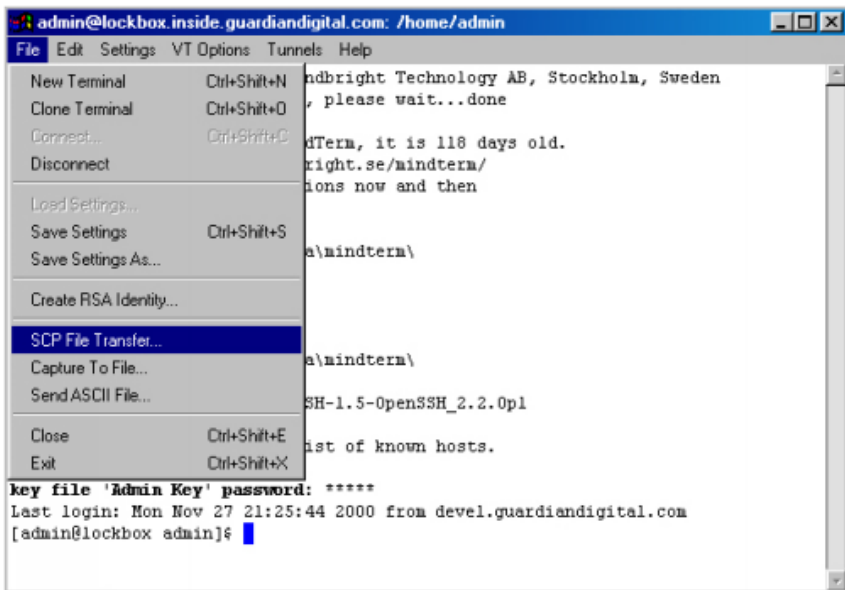 admin@lockbox.inside.guardiandigital.com: /home/admin
File Edit Settings VT Options Tunnels Help
New Terminal Ctrl+Shift+N
Clone Terminal Ctrl+Shift+O
Connect... Ctrl+Shift+C
Disconnect
Load Settings...
Save Settings Ctrl+Shift+S
Save Settings As...
Create RSA Identity...
SCP File Transfer...
Capture To File...
Send ASCII File...
Close Ctrl+Shift+E
Exit Ctrl+Shift+X
ndbright Technology AB, Stockholm, Sweden
, please wait...done
dTerm, it is 118 days old.
right.se/mindterm/
ions now and then
a\mindterm\
a\mindterm\
SH-1.5-OpenSSH_2.2.0p1
ist of known hosts.
key file 'Admin Key' password: *****
Last login: Mon Nov 27 21:25:44 2000 from devel.guardiandigital.com
[admin@lockbox admin]$